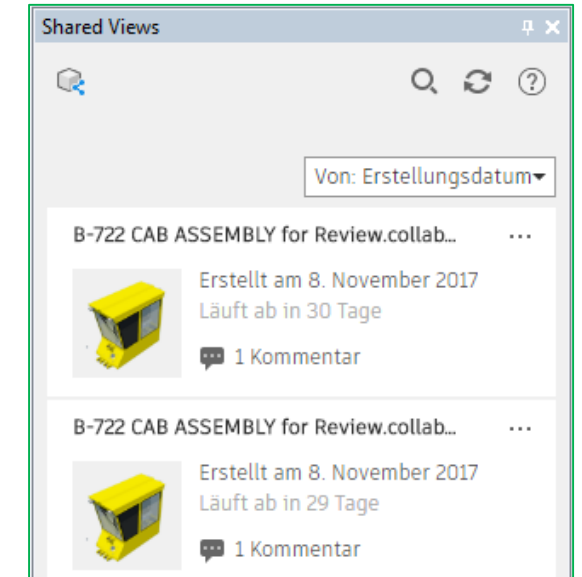 Shared Views
?
Von: Erstellungsdatum
B-722 CAB ASSEMBLY for Review.collab...
Erstellt am 8. November 2017
Läuft ab in 30 Tage
1 Kommentar
B-722 CAB ASSEMBLY for Review.collab...
Erstellt am 8. November 2017
Läuft ab in 29 Tage
1 Kommentar